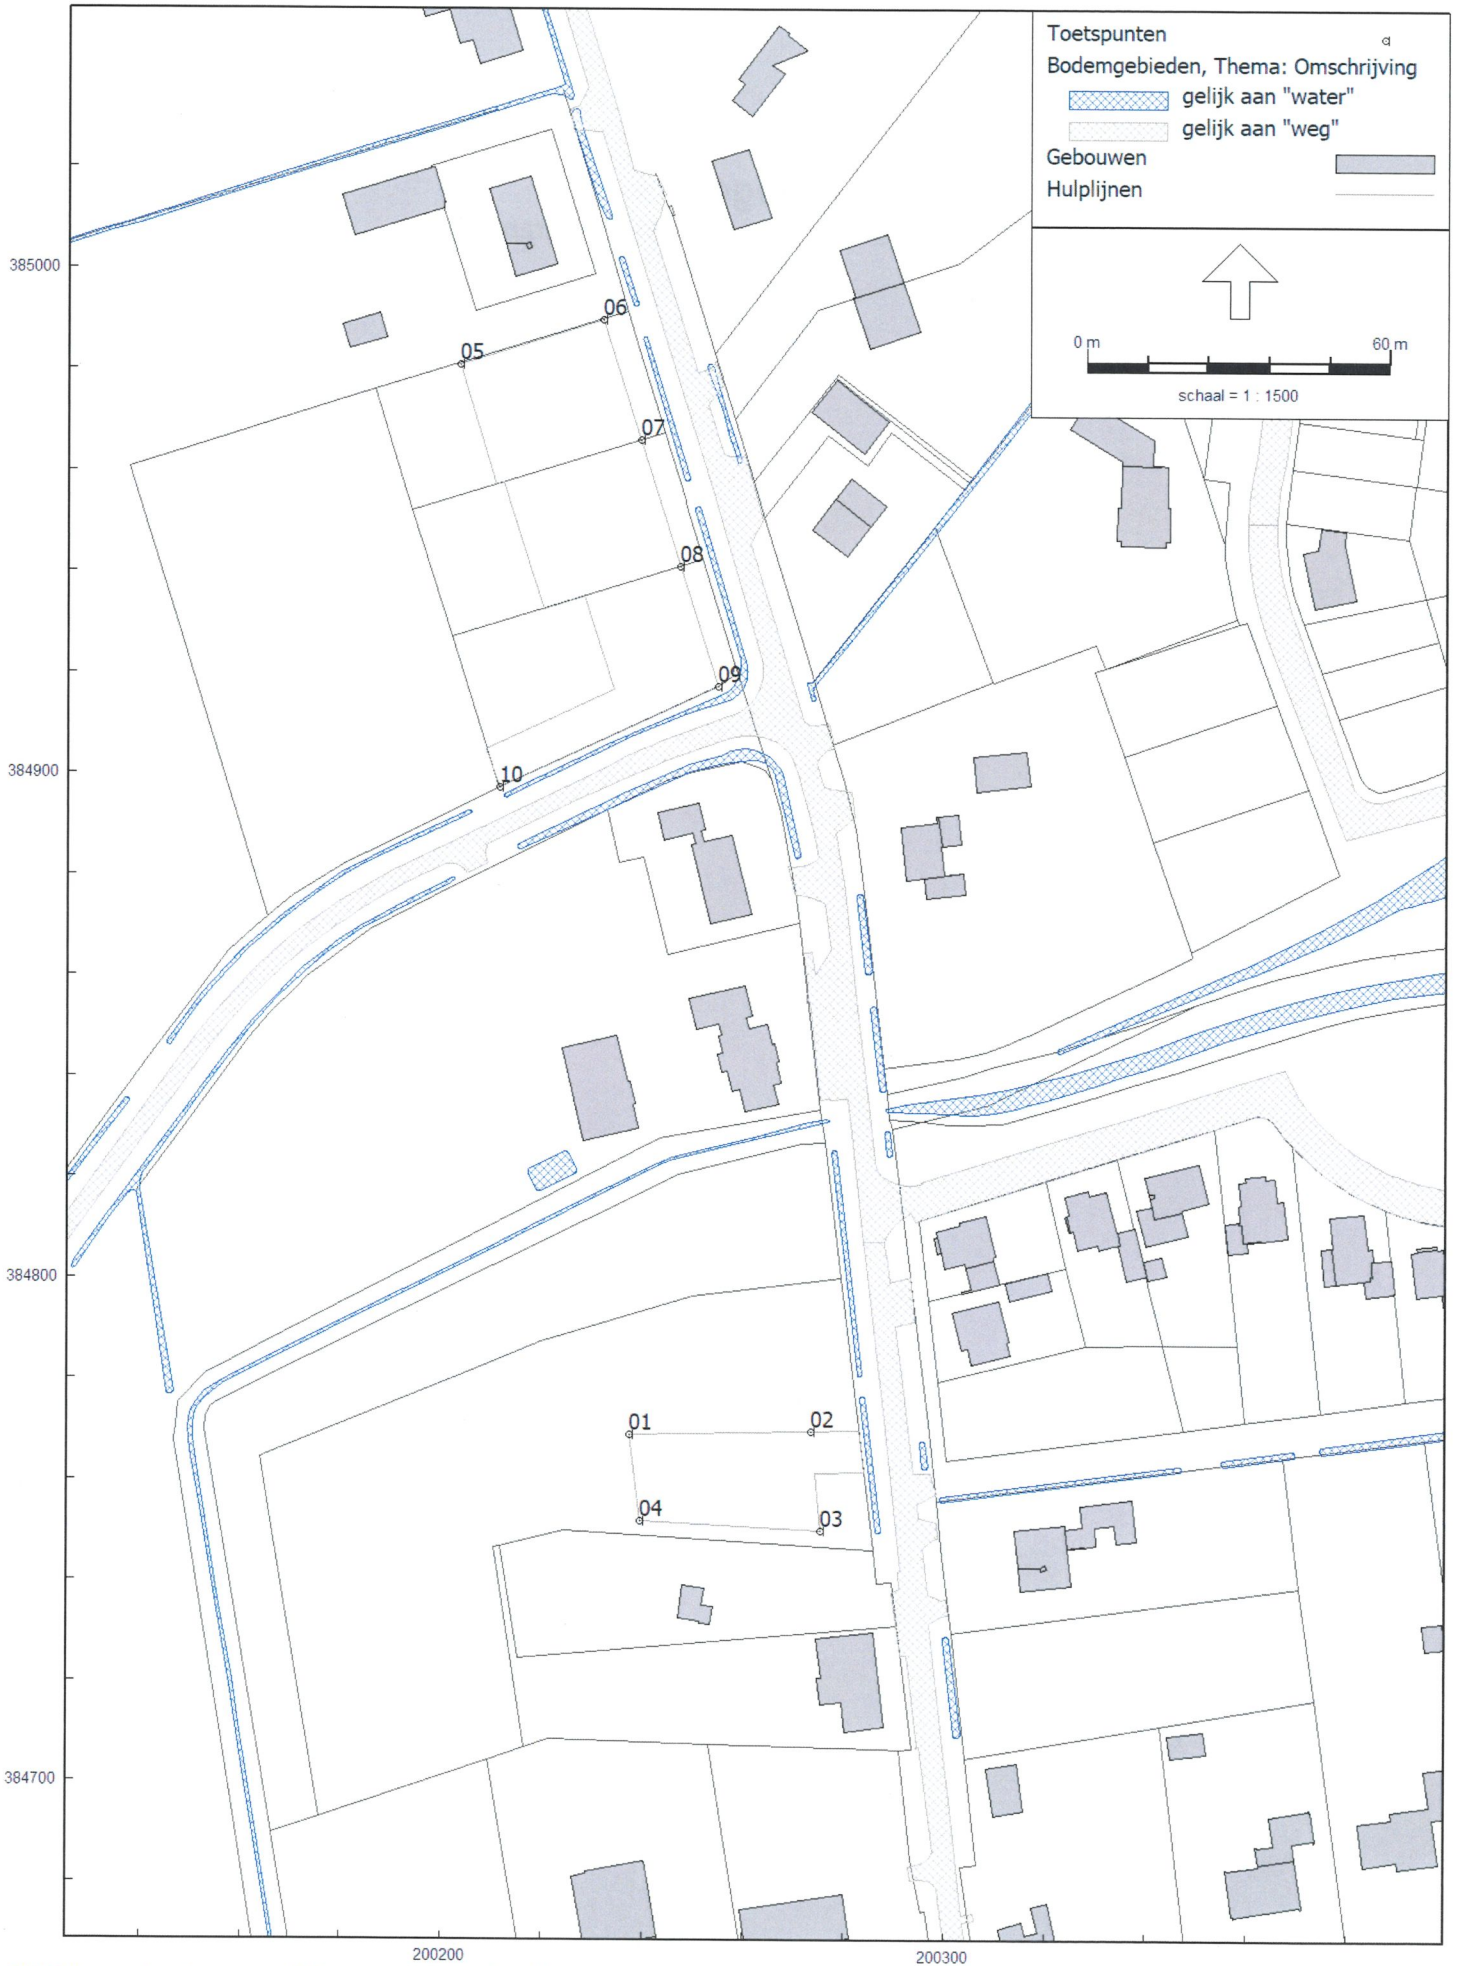 Toetspunten
Bodemgebieden, Thema: Omschrijving
gelijk aan "water"
gelijk aan "weg"
Gebouwen
Hulplijnen
0 m 60 m
schaal = 1 : 1500
385000
06
05
07
08
09
384900
10
384800
01 02
04 03
384700
200200 200300